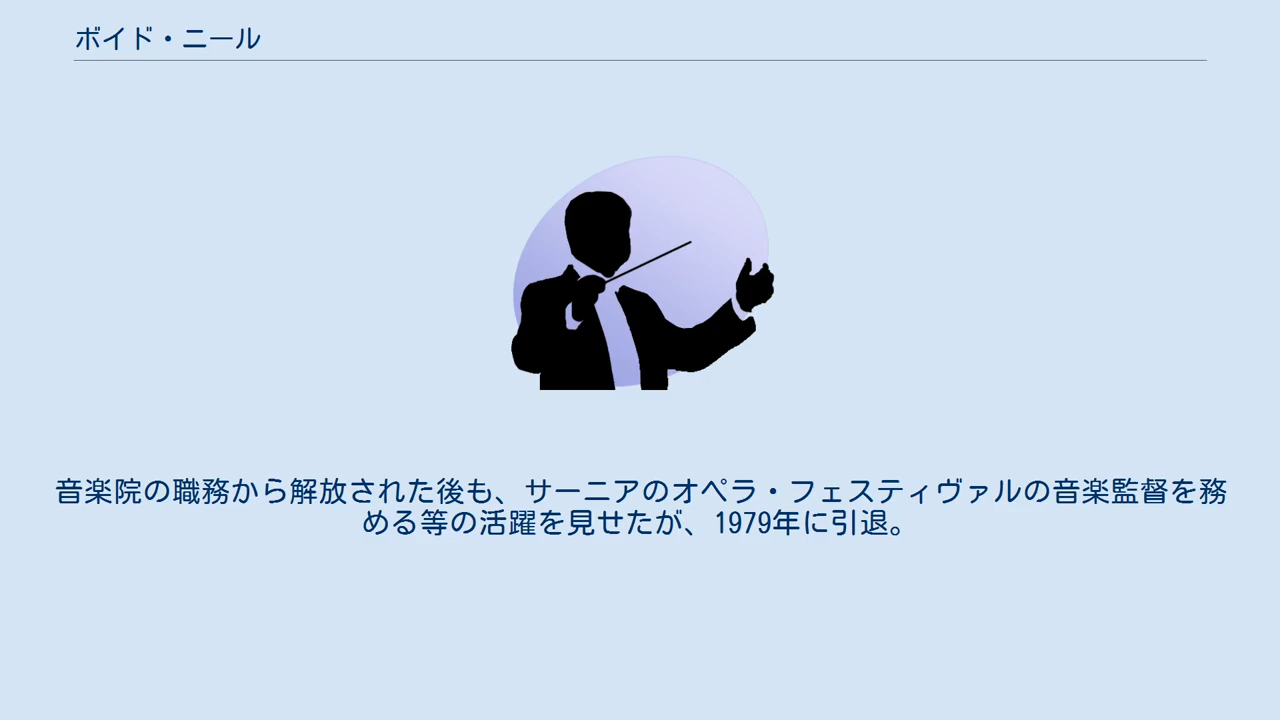 ボイド・ニール
音楽院の職務から解放された後も、サーニアのオペラ・フェスティヴァルの音楽監督を務
める等の活躍を見せたが、1979年に引退。